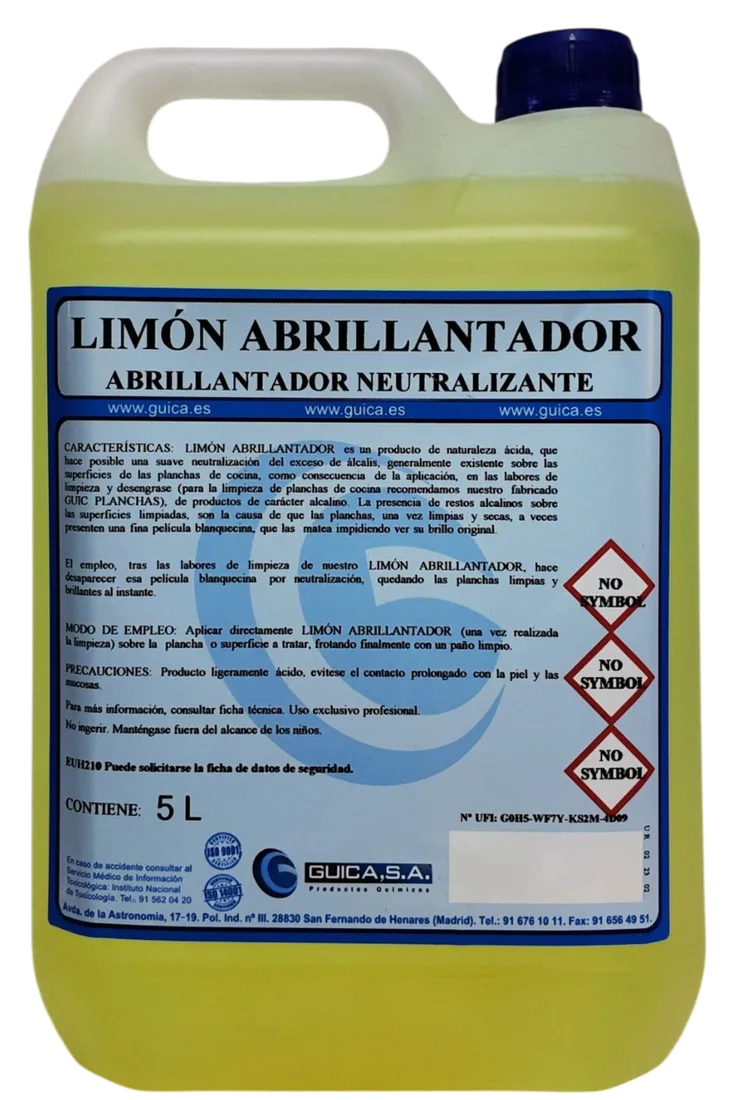 LIMÓN ABRILLANTADOR
ABRILLANTADOR NEUTRALIZANTE
www.guica.es www.guica.es www.guica.es
CARACTERÍSTICAS: LIMÓN ABRILLANTADOR es un producto de naturaleza ácida, que
hace posible una suave neutralización del exceso de álcalis, generalmente existente sobre las
superficies de las planchas de cocina, como consecuencia de la aplicación, en las labores de
limpieza y desengrase (para la limpieza de planchas de cocina recomendamos nuestro fabricado
GUIC PLANCHAS), de productos de carácter alcalino. La presencia de restos alcalinos sobre
las superficies limpiadas, son la causa de que las planchas, una vez limpias y secas, a veces
presenten una fina película blanquecina, que las matea impidiendo ver su brillo original.
El empleo, tras las labores de limpieza de nuestro LIMÓN ABRILLANTADOR, hace
desaparecer esa película blanquecina por neutralización, quedando las planchas limpias y
brillantes al instante.
MODO DE EMPLEO: Aplicar directamente LIMÓN ABRILLANTADOR (una vez realizada
la limpieza) sobre la plancha o superficie a tratar, frotando finalmente con un paño limpio.
PRECAUCIONES: Producto ligeramente ácido, evítese el contacto prolongado con la piel y las
mucosas.
Para más información, consultar ficha técnica. Uso exclusivo profesional.
No ingerir. Manténgase fuera del alcance de los niños.
EUH210 Puede solicitarse la ficha de datos de seguridad.
NO
SYMBOL
NO
SYMBOL
NO
SYMBOL
CONTIENE: 5 L
Nº UFI: G0H5-WF7Y-KS2M-4D09
UR 02 23 02
En caso de accidente consultar al
Servicio Médico de Información
Toxicológica: Instituto Nacional
de Toxicología. Tel. 91 562 04 20
ISO 9001
ISO 14001
GUICA,S.A.
Productos Químicos
Avda. de la Astronomia, 17-19. Pol. Ind. nº III. 28830 San Fernando de Henares (Madrid). Tel.: 91 676 10 11. Fax: 91 656 49 51.